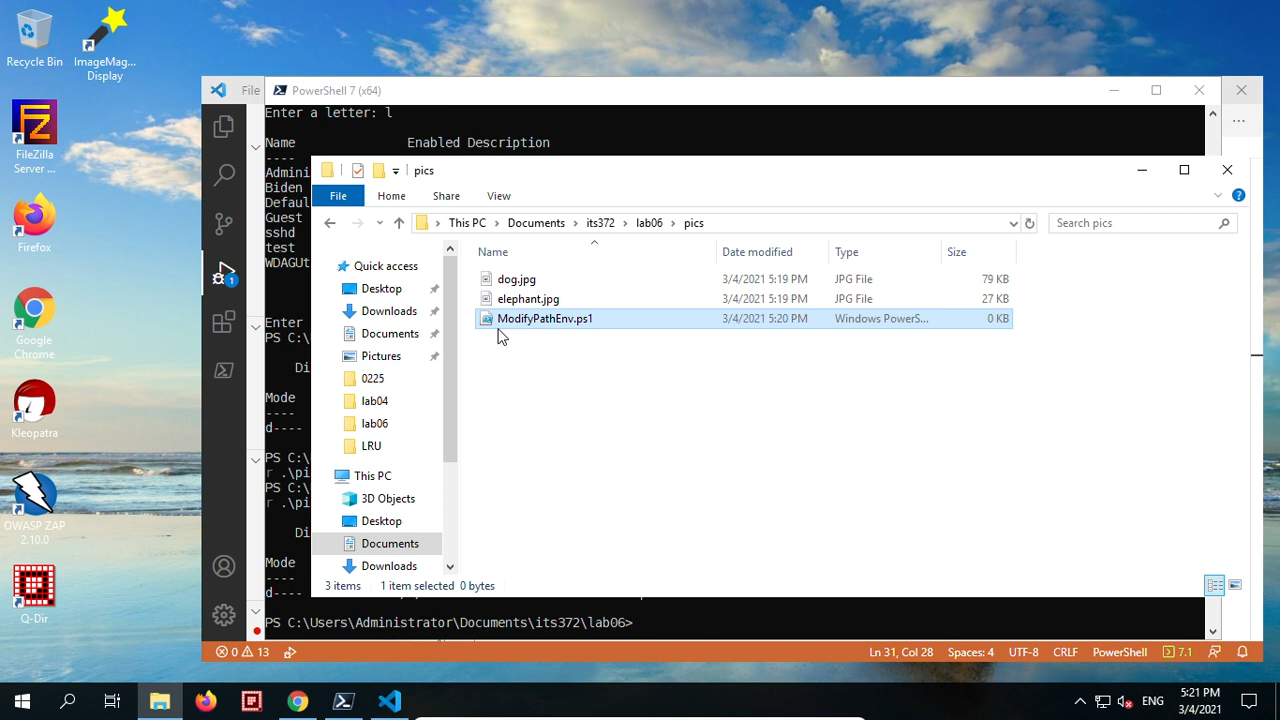 Recycle Bin
ImageMag... Display
FileZilla Server ...
Firefox
Google Chrome
Kleopatra
OWASP ZAP 2.10.0
Q-Dir
File
PowerShell 7 (x64)
Enter a letter: l
Name Enabled Description
---- 
Admini
Biden
Defaul
Guest
sshd
test
WDAGUt
Enter
PS C:\
Di
Mode
----
d----
PS C:\
r .\pi
PS C:\
r .\pi
Di
Mode
----
d----
PS C:\Users\Administrator\Documents\its372\lab06>
pics
File Home Share View
This PC Documents its372 lab06 pics
Search pics
Quick access
Desktop
Downloads
Documents
Pictures
0225
lab04
lab06
LRU
This PC
3D Objects
Desktop
Documents
Downloads
Name Date modified Type Size
dog.jpg 3/4/2021 5:19 PM JPG File 79 KB
elephant.jpg 3/4/2021 5:19 PM JPG File 27 KB
ModifyPathEnv.ps1 3/4/2021 5:20 PM Windows PowerS... 0 KB
3 items 1 item selected 0 bytes
1
0 13
Ln 31, Col 28 Spaces: 4 UTF-8 CRLF PowerShell 7.1
ENG
5:21 PM
3/4/2021